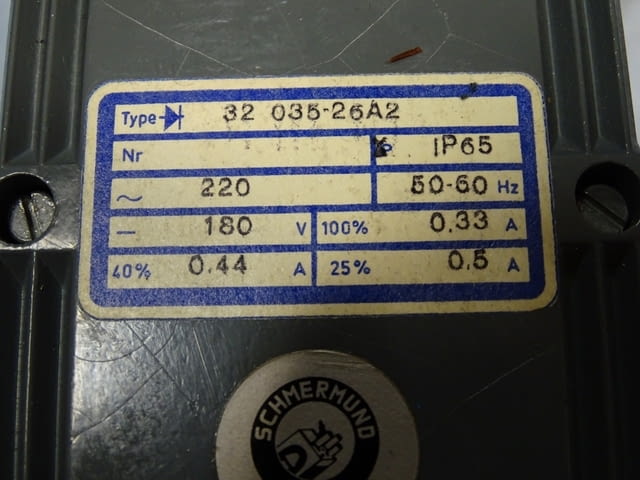 Type 32 035-26A2
Nr IP65
~ 220 50-60 Hz
— 180 V 100% 0.33 A
40% 0.44 A 25% 0.5 A
SCHMERMUND